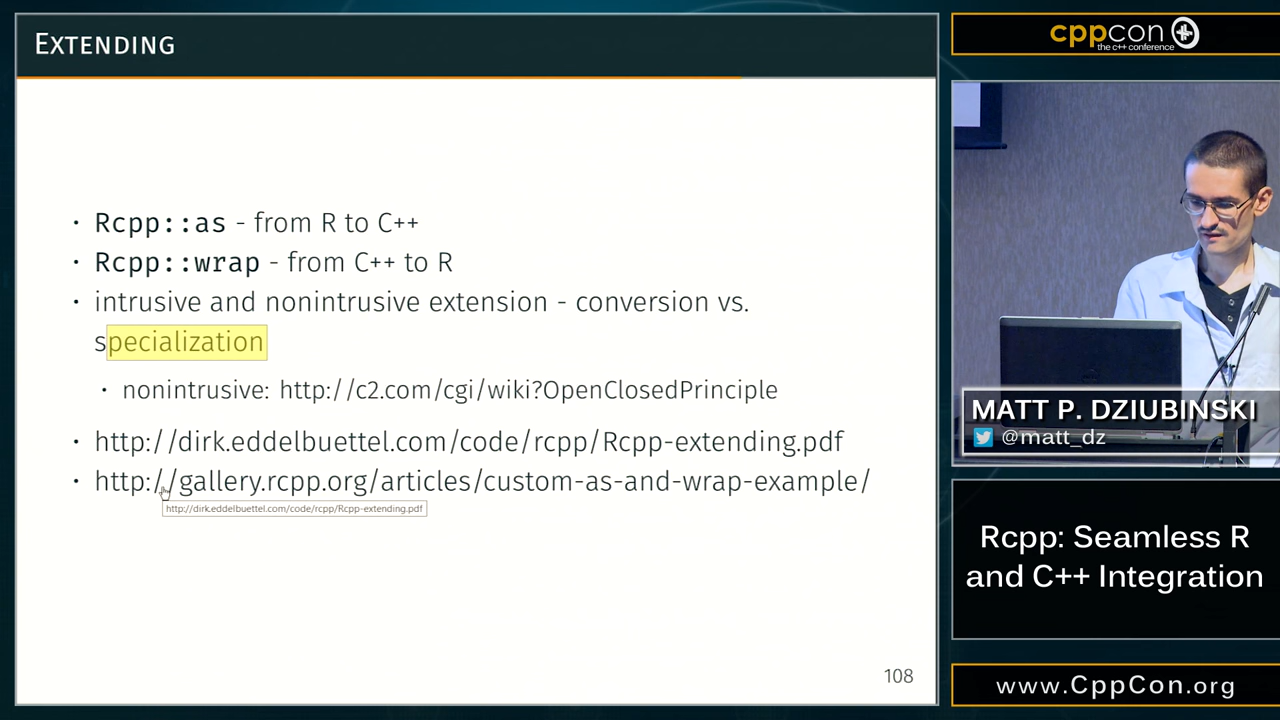 EXTENDING
• Rcpp::as - from R to C++
• Rcpp::wrap - from C++ to R
• intrusive and nonintrusive extension - conversion vs.
specialization
• nonintrusive: http://c2.com/cgi/wiki?OpenClosedPrinciple
• http://dirk.eddelbuettel.com/code/rcpp/Rcpp-extending.pdf
• http://gallery.rcpp.org/articles/custom-as-and-wrap-example/
http://dirk.eddelbuettel.com/code/rcpp/Rcpp-extending.pdf
108
cppcon
the c++ conference
MATT P. DZIUBINSKI
@matt_dz
Rcpp: Seamless R
and C++ Integration
www.CppCon.org